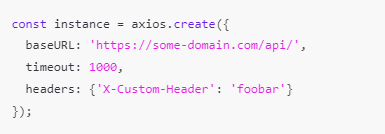 const instance = axios.create({
  baseURL: 'https://some-domain.com/api/',
  timeout: 1000,
  headers: {'X-Custom-Header': 'foobar'}
});